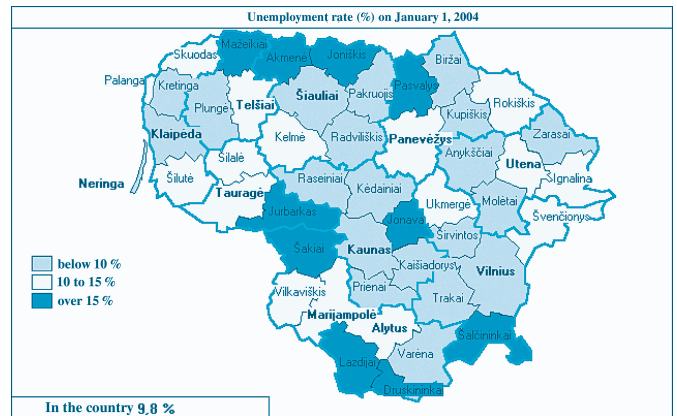 Unemployment rate (%) on January 1, 2004
Mažeikiai
Skuodas
Akmenė
Joniškis
Biržai
Palanga
Kretinga
Plungė
Telšiai
Šiauliai
Pakruojis
Pasvalys
Rokiškis
Kupiškis
Klaipėda
Kelmė
Radviliškis
Panevėžys
Zarasai
Anykščiai
Šilalė
Utena
Neringa
Šilutė
Tauragė
Raseiniai
Kėdainiai
Ignalina
Ukmergė
Molėtai
Jurbarkas
Jonava
Švenčionys
Šakiai
Kaunas
Širvintos
below 10 %
Kaišiadorys
Vilnius
10 to 15 %
Vilkaviškis
Prienai
Trakai
over 15 %
Marijampolė
Alytus
Šalčininkai
Varėna
Lazdijai
Druskininkai
In the country 9,8 %